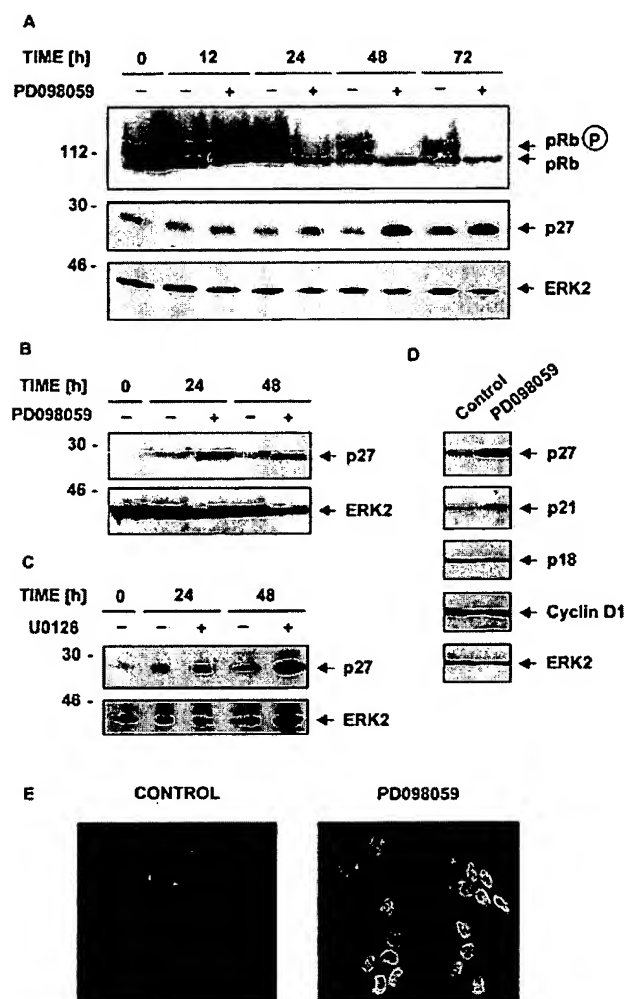 A
TIME [h] 0 12 24 48 72
PD098059 – – + – + – + – +
112 -
pRb P
pRb
30 -
p27
46 -
ERK2
B
TIME [h] 0 24 48
PD098059 – – + – +
30 -
p27
46 -
ERK2
C
TIME [h] 0 24 48
U0126 – – + – +
30 -
p27
46 -
ERK2
D
Control PD098059
p27
p21
p18
Cyclin D1
ERK2
E
CONTROL PD098059